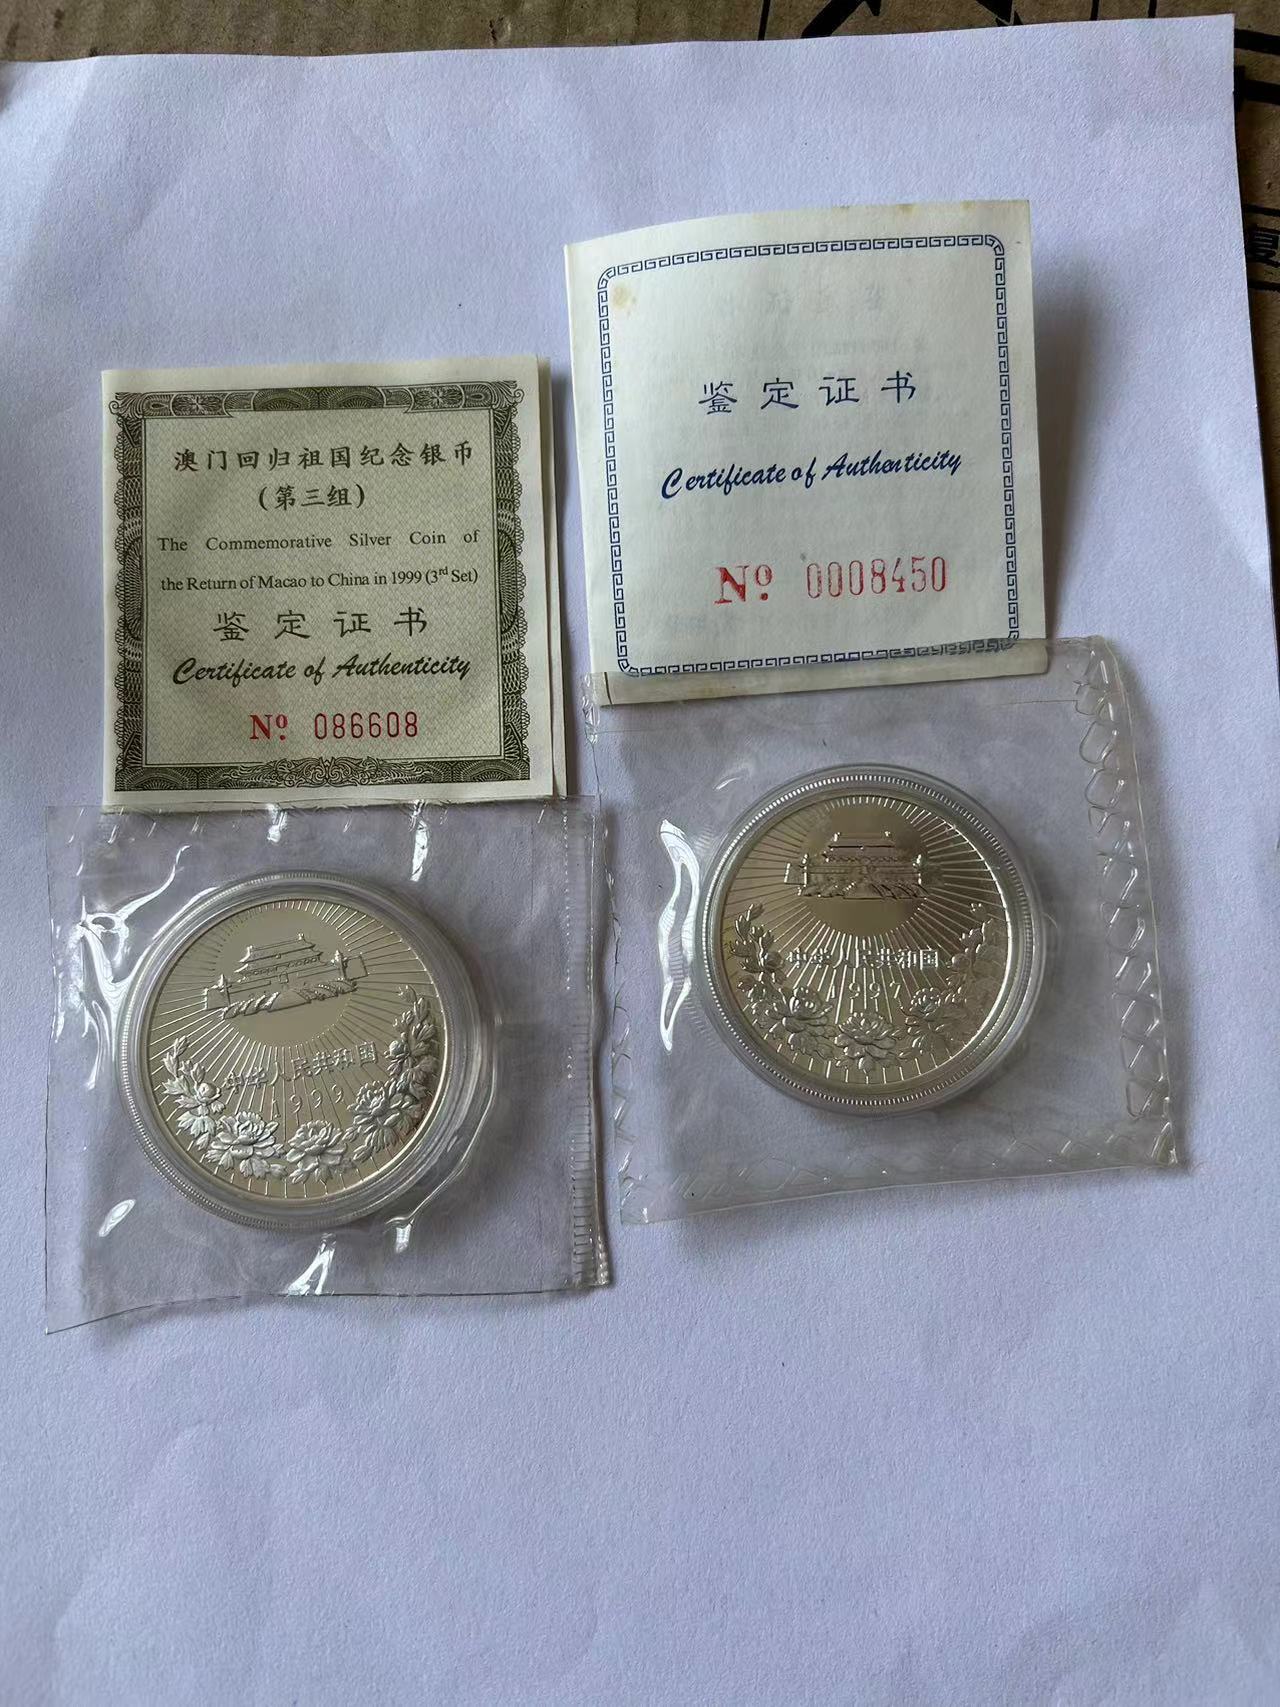 澳门回归祖国纪念银币
(第三组)
The Commemorative Silver Coin of
the Return of Macao to China in 1999 (3rd Set)
鉴定证书
Certificate of Authenticity
Nº 086608
鉴定证书
Certificate of Authenticity
Nº 0008450
中华人民共和国
1999
中华人民共和国
1997
夏